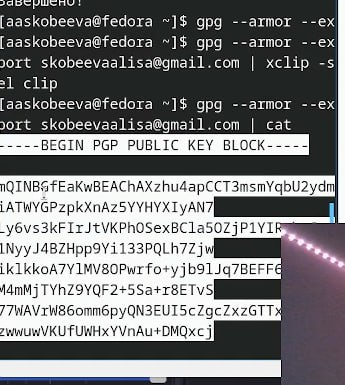 Завершено!
[aaskobeeva@fedora ~]$ gpg --armor --ex
[aaskobeeva@fedora ~]$ gpg --armor --ex
port skobeevaalisa@gmail.com | xclip -s
el clip
[aaskobeeva@fedora ~]$ gpg --armor --ex
port skobeevaalisa@gmail.com | cat
-----BEGIN PGP PUBLIC KEY BLOCK-----
mQINBGfEaKwBEAChAXzhu4apCCT3msmYqbU2ydm
iATWYGPzpkXnAz5YYHYXIyAN7
Ly6vs3kFIrJtVKPhOSexBCla5OZjP1YIR
1NyyJ4BZHpp9Yi133PQLh7Zjw
iklkkoA7YlMV8OPwrfo+yjb9lJq7BEFF6
M4mMjTYhZ9YQF2+5Sa+r8ETvS
77WAVrW86omm6pyQN3EUI5cZgcZxzGTTx
zwwuwVKUfUWHxYVnAu+DMQxcj